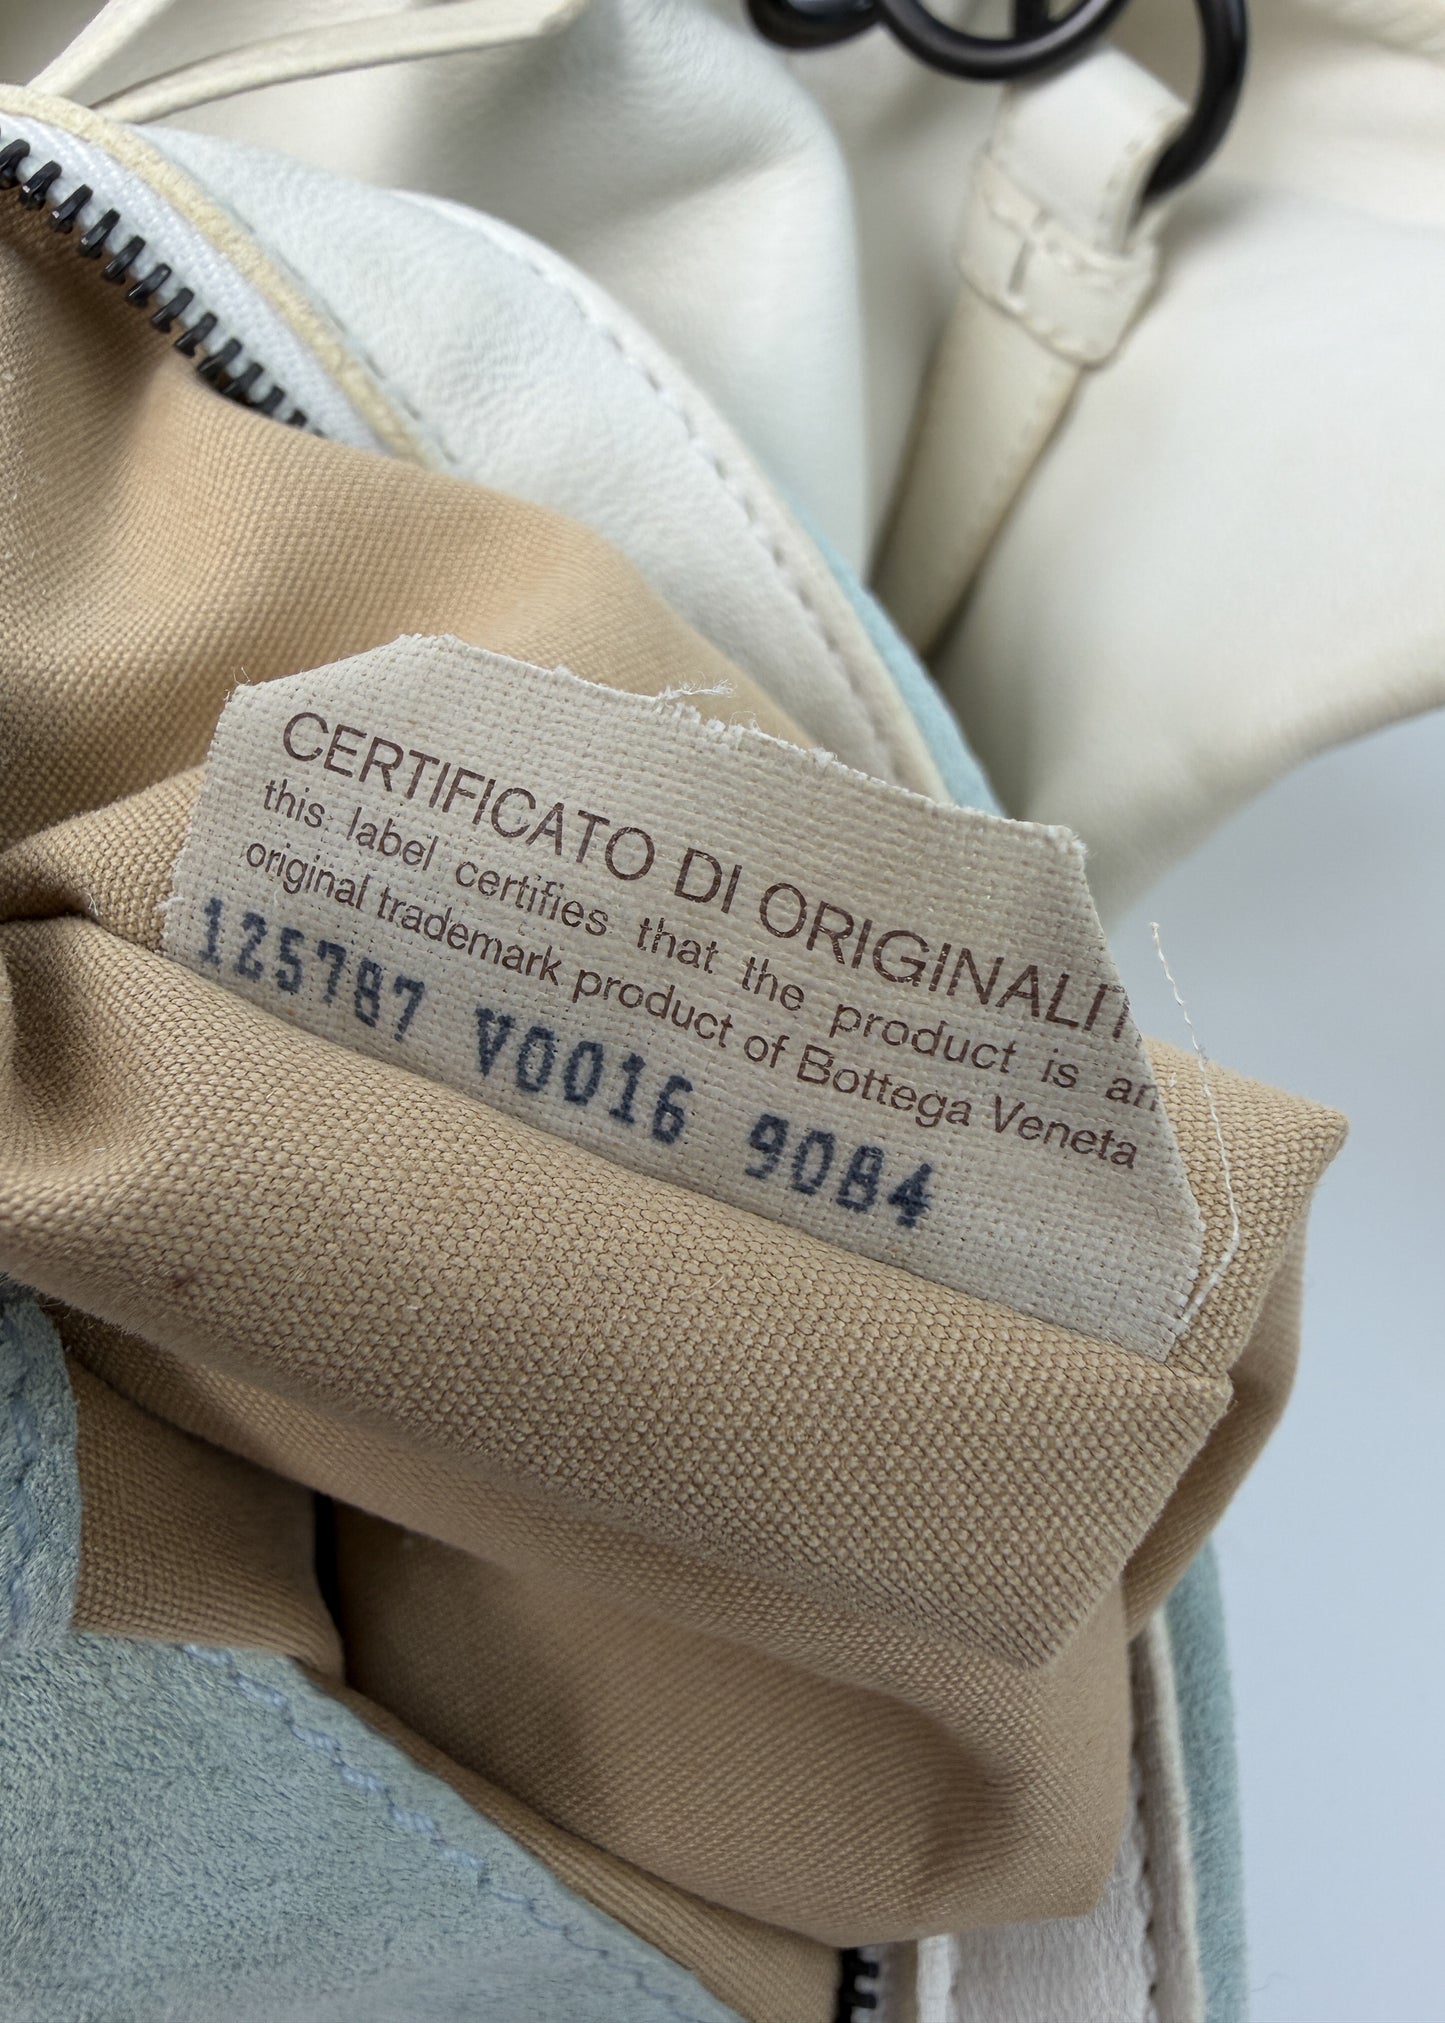 CERTIFICATO DI ORIGINALIT
this label certifies that the product is an
original trademark product of Bottega Veneta
125787 V0016 9084